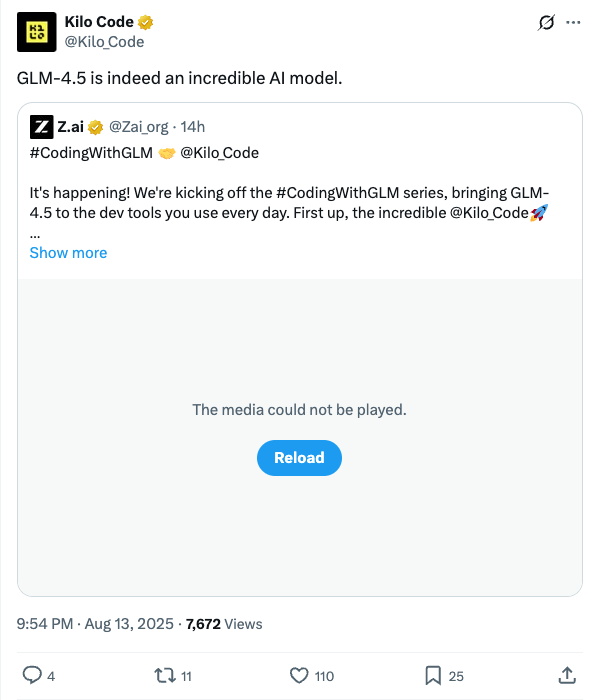 Kilo Code
@Kilo_Code
GLM-4.5 is indeed an incredible AI model.
Z.ai @Zai_org · 14h
#CodingWithGLM 🤝 @Kilo_Code
It's happening! We're kicking off the #CodingWithGLM series, bringing GLM-
4.5 to the dev tools you use every day. First up, the incredible @Kilo_Code🚀
...
Show more
The media could not be played.
Reload
9:54 PM · Aug 13, 2025 · 7,672 Views
4 11 110 25